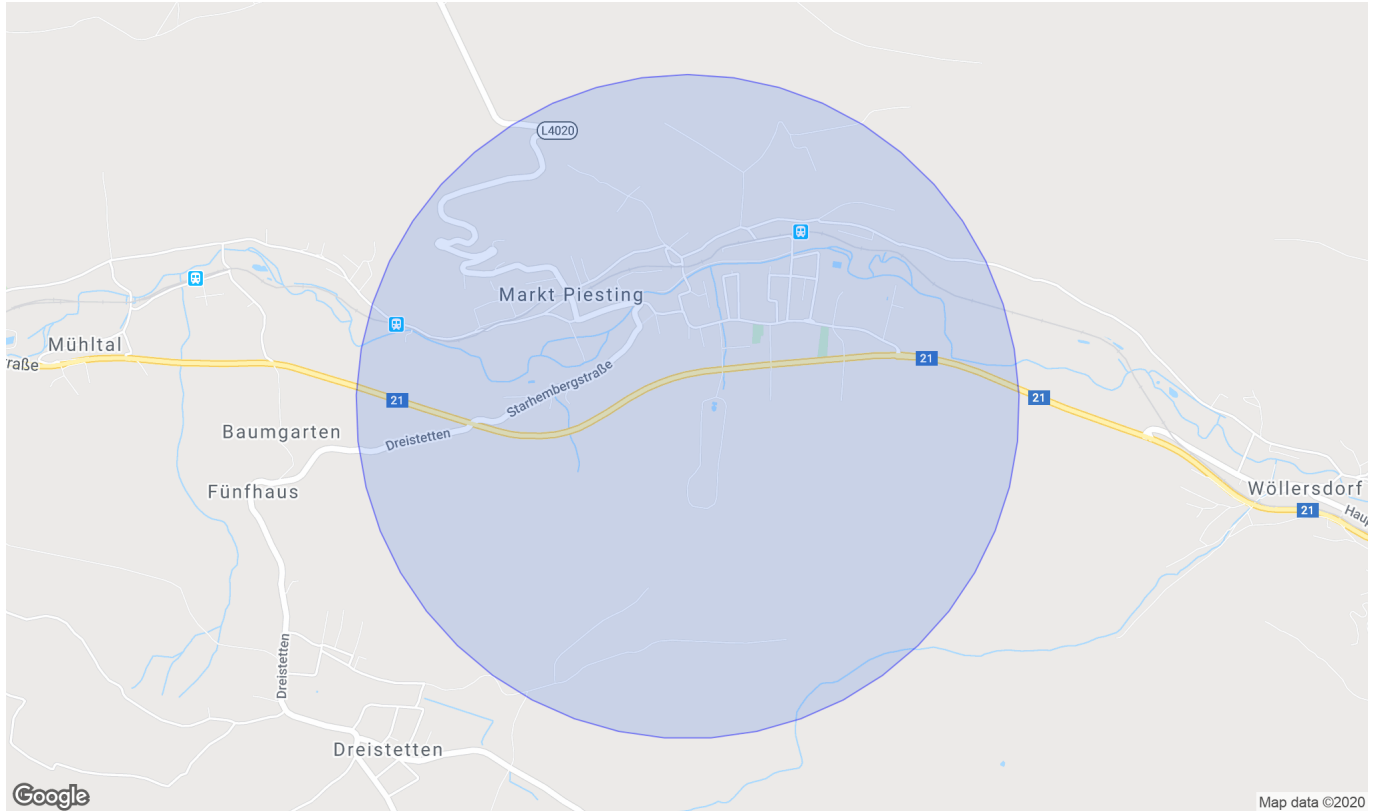 L4020
Markt Piesting
Mühltal
raße
21
21
21
Starhembergstraße
Baumgarten
Dreistetten
Fünfhaus
Wöllersdorf
21
Haup
Dreistetten
Dreistetten
Google
Map data ©2020